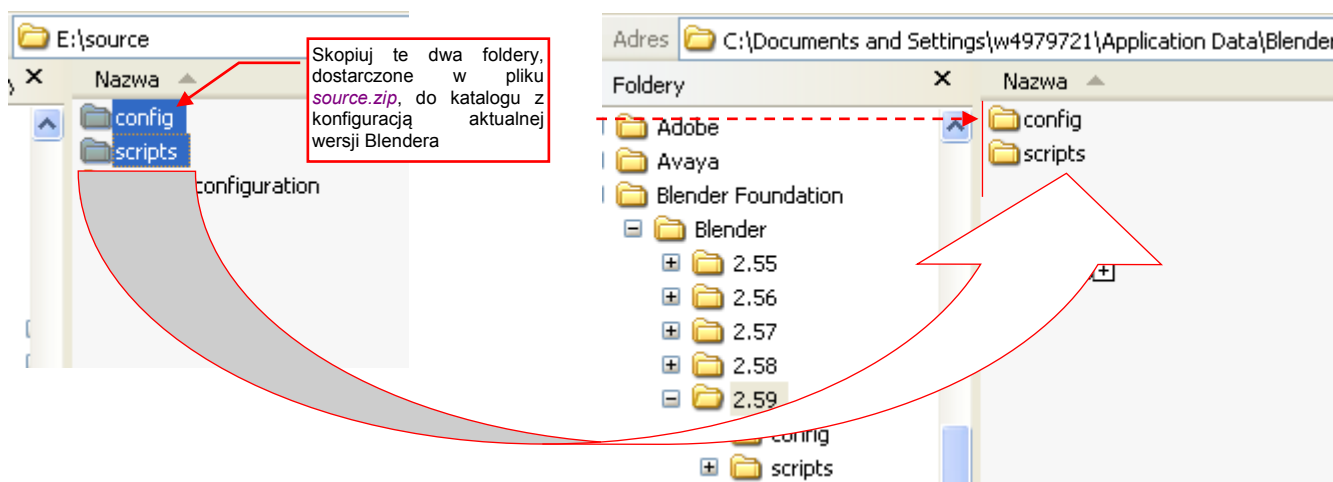 E:\source
Nazwa
config
scripts
configuration
Skopiuj te dwa foldery,
dostarczone w pliku
source.zip, do katalogu z
konfiguracją aktualnej
wersji Blendera
Adres C:\Documents and Settings\w4979721\Application Data\Blender
Foldery
Adobe
Avaya
Blender Foundation
Blender
2.55
2.56
2.57
2.58
2.59
config
scripts
Nazwa
config
scripts